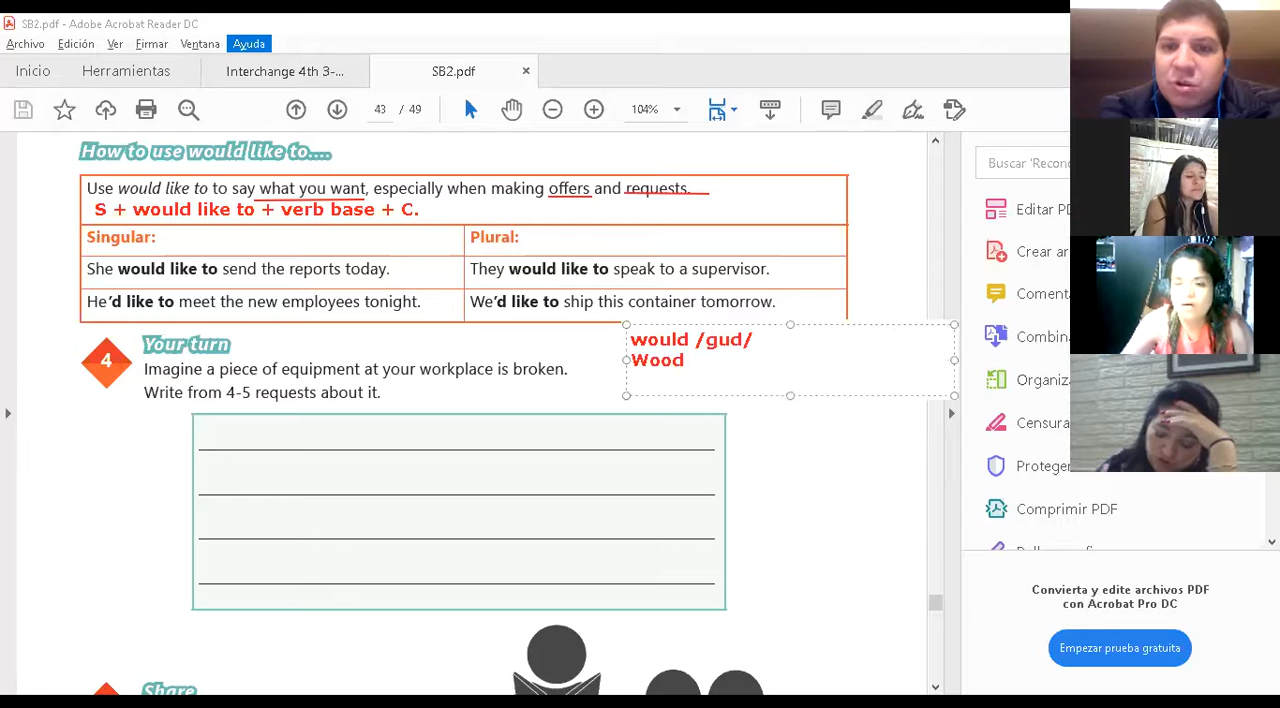 SB2.pdf - Adobe Acrobat Reader DC
Archivo Edición Ver Firmar Ventana Ayuda
Inicio Herramientas Interchange 4th 3-... SB2.pdf ×
43 / 49 104%
How to use would like to....
Use would like to to say what you want, especially when making offers and requests.
S + would like to + verb base + C.
Singular: Plural:
She would like to send the reports today. They would like to speak to a supervisor.
He'd like to meet the new employees tonight. We'd like to ship this container tomorrow.
would /gud/
Wood
4 Your turn
Imagine a piece of equipment at your workplace is broken.
Write from 4-5 requests about it.
Share
Buscar 'Recon
Editar PD
Crear ar
Coment
Combin
Organiz
Censura
Proteger
Comprimir PDF
Convierta y edite archivos PDF
con Acrobat Pro DC
Empezar prueba gratuita